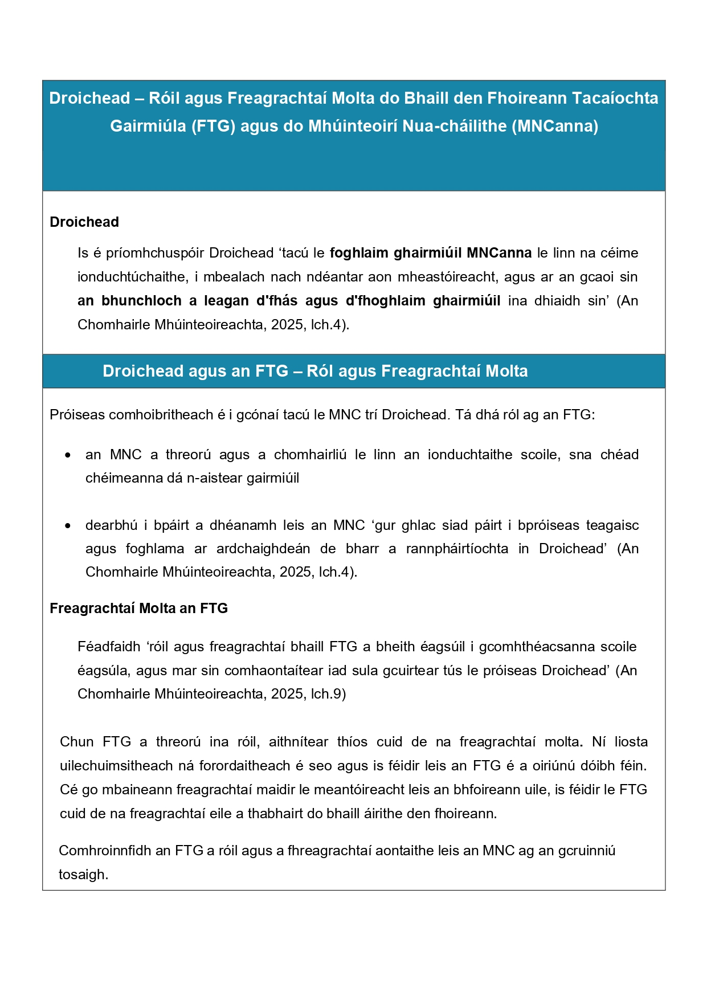 Droichead – Róil agus Freagrachtaí Molta do Bhaill den Fhoireann Tacaíochta
Gairmiúla (FTG) agus do Mhúinteoirí Nua-cháilithe (MNCanna)
Droichead
Is é príomhchuspóir Droichead ‘tacú le foghlaim ghairmiúil MNCanna le linn na céime
ionduchtúchaithe, i mbealach nach ndéantar aon mheastóireacht, agus ar an gcaoi sin
an bhunchloch a leagan d'fhás agus d'fhoghlaim ghairmiúil ina dhiaidh sin’ (An
Chomhairle Mhúinteoireachta, 2025, lch.4).
Droichead agus an FTG – Ról agus Freagrachtaí Molta
Próiseas comhoibritheach é i gcónaí tacú le MNC trí Droichead. Tá dhá ról ag an FTG:
• an MNC a threorú agus a chomhairliú le linn an ionduchtaithe scoile, sna chéad
chéimeanna dá n-aistear gairmiúil
• dearbhú i bpáirt a dhéanamh leis an MNC ‘gur ghlac siad páirt i bpróiseas teagaisc
agus foghlama ar ardchaighdeán de bharr a rannpháirtíochta in Droichead’ (An
Chomhairle Mhúinteoireachta, 2025, lch.4).
Freagrachtaí Molta an FTG
Féadfaidh ‘róil agus freagrachtaí bhaill FTG a bheith éagsúil i gcomhthéacsanna scoile
éagsúla, agus mar sin comhaontaítear iad sula gcuirtear tús le próiseas Droichead’ (An
Chomhairle Mhúinteoireachta, 2025, lch.9)
Chun FTG a threorú ina róil, aithnítear thíos cuid de na freagrachtaí molta. Ní liosta
uilechuimsitheach ná forordaitheach é seo agus is féidir leis an FTG é a oiriúnú dóibh féin.
Cé go mbaineann freagrachtaí maidir le meantóireacht leis an bhfoireann uile, is féidir le FTG
cuid de na freagrachtaí eile a thabhairt do bhaill áirithe den fhoireann.
Comhroinnfidh an FTG a róil agus a fhreagrachtaí aontaithe leis an MNC ag an gcruinniú
tosaigh.